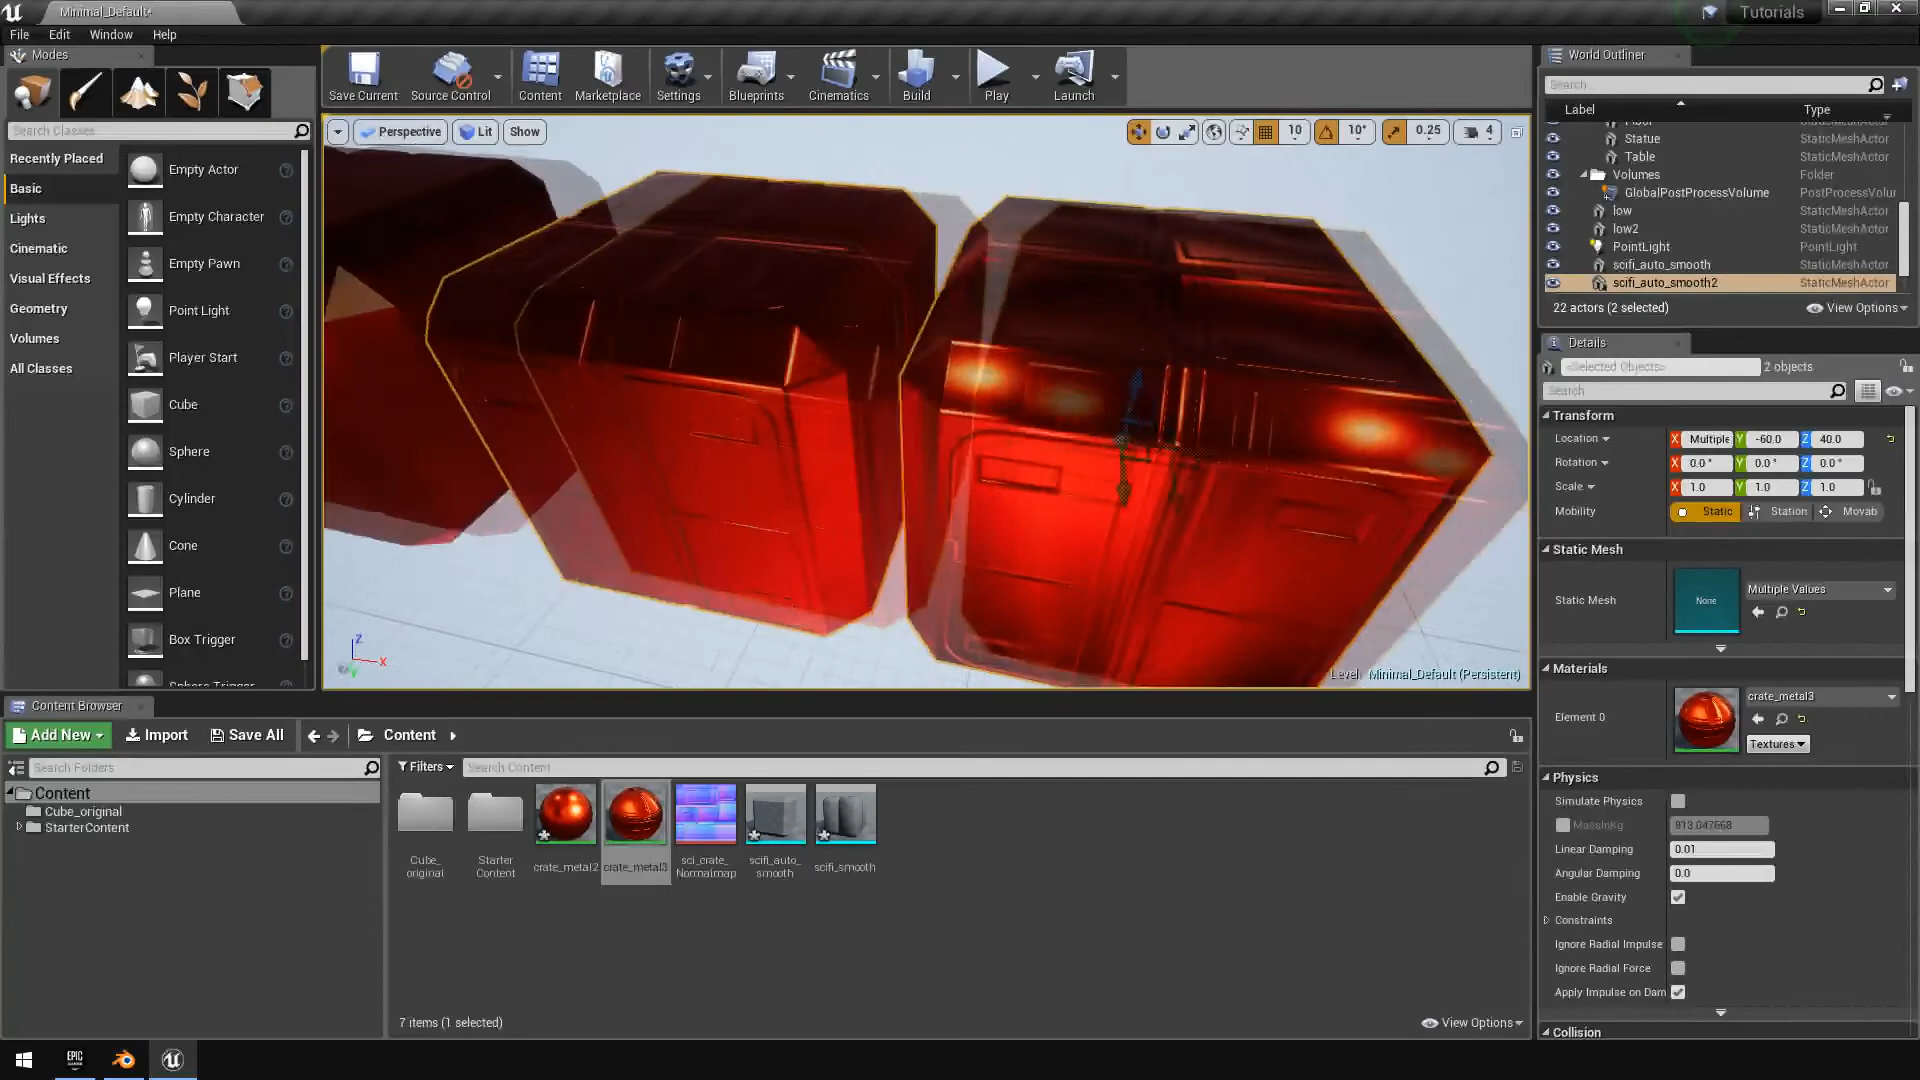 Minimal_Default*
Tutorials
File
Edit
Window
Help
Modes
Search Classes
Recently Placed
Basic
Lights
Cinematic
Visual Effects
Geometry
Volumes
All Classes
Empty Actor
Empty Character
Empty Pawn
Point Light
Player Start
Cube
Sphere
Cylinder
Cone
Plane
Box Trigger
Sphere Trigger
Save Current
Source Control
Content
Marketplace
Settings
Blueprints
Cinematics
Build
Play
Launch
Perspective
Lit
Show
10
10°
0.25
4
Z
X
Level: Minimal_Default (Persistent)
World Outliner
Search
Label
Type
Floor
StaticMeshActor
Statue
StaticMeshActor
Table
StaticMeshActor
Volumes
Folder
GlobalPostProcessVolume
PostProcessVolu
low
StaticMeshActor
low2
StaticMeshActor
PointLight
PointLight
scifi_auto_smooth
StaticMeshActor
scifi_auto_smooth2
StaticMeshActor
22 actors (2 selected)
View Options
Details
<Selected Objects>
2 objects
Search
Transform
Location
X Multiple Y -60.0 Z 40.0
Rotation
X 0.0 ° Y 0.0 ° Z 0.0 °
Scale
X 1.0 Y 1.0 Z 1.0
Mobility
Static
Station
Movab
Static Mesh
Static Mesh
None
Multiple Values
Materials
Element 0
crate_metal3
Textures
Physics
Simulate Physics
MassInKg
913.047668
Linear Damping
0.01
Angular Damping
0.0
Enable Gravity
Constraints
Ignore Radial Impulse
Ignore Radial Force
Apply Impulse on Dam
Collision
Content Browser
Add New
Import
Save All
Content
Search Folders
Content
Cube_original
StarterContent
Filters
Search Content
Cube_
original
Starter
Content
crate_metal2
crate_metal3
sci_crate_
Normalmap
scifi_auto_
smooth
scifi_smooth
7 items (1 selected)
View Options
EPIC
GAMES